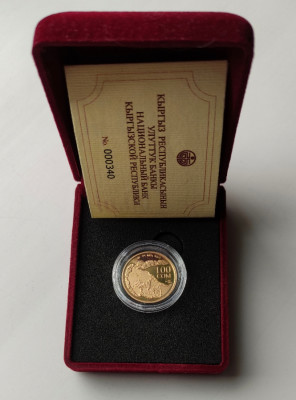 КЫРГЫЗ РЕСПУБЛИКАСЫНЫН
УЛУТТУК БАНКЫ
НАЦИОНАЛЬНЫЙ БАНК
КЫРГЫЗСКОЙ РЕСПУБЛИКИ
№ 000340
100
СОМ